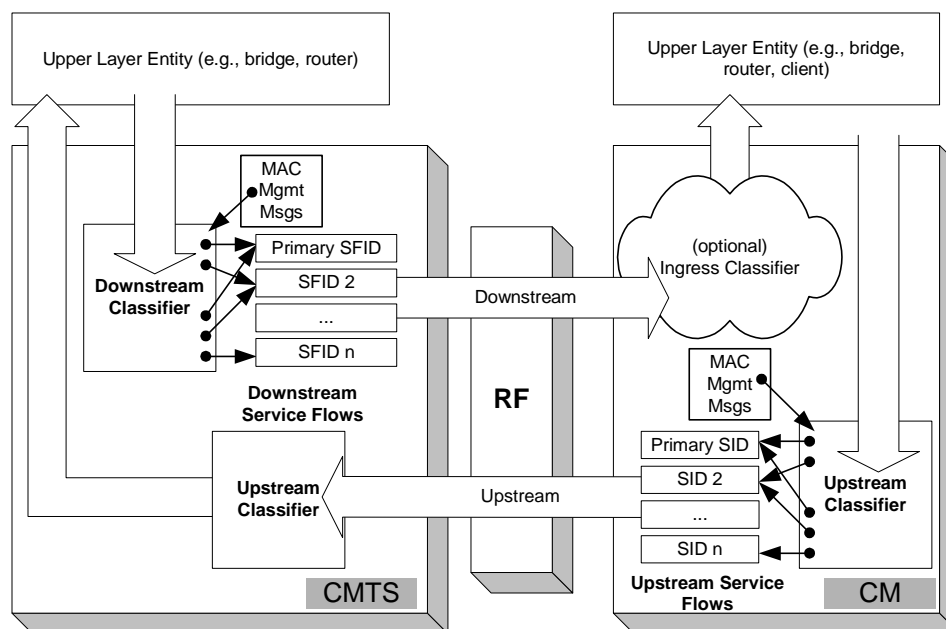 Upper Layer Entity (e.g., bridge, router)
Upper Layer Entity (e.g., bridge,
router, client)
MAC
Mgmt
Msgs
Primary SFID
SFID 2
...
SFID n
Downstream
Classifier
Downstream
Service Flows
Downstream
(optional)
Ingress Classifier
RF
MAC
Mgmt
Msgs
Primary SID
SID 2
...
SID n
Upstream
Classifier
Upstream
Upstream
Classifier
Upstream Service
Flows
CMTS
CM